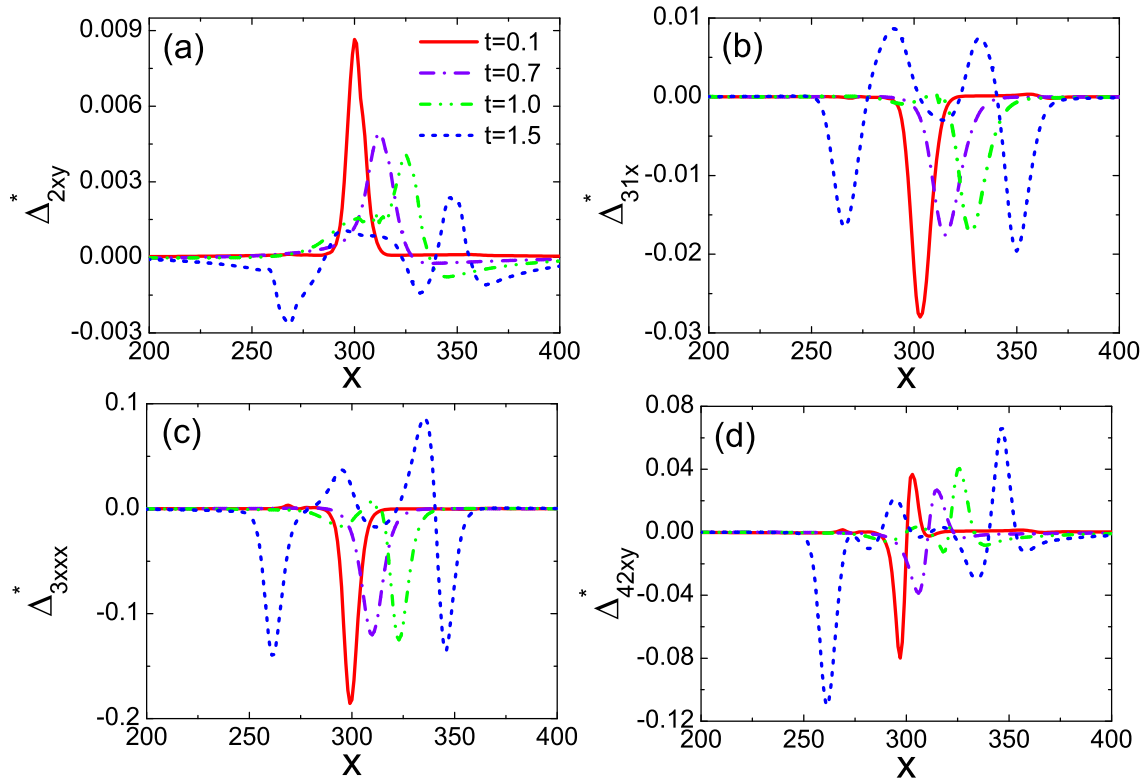 (a)
t=0.1
t=0.7
t=1.0
t=1.5
0.009
0.006
0.003
0.000
-0.003
200 250 300 350 400
X
Δ*2xy
(b)
0.01
0.00
-0.01
-0.02
-0.03
200 250 300 350 400
X
Δ*31x
(c)
0.1
0.0
-0.1
-0.2
200 250 300 350 400
X
Δ*3xxx
(d)
0.08
0.04
0.00
-0.04
-0.08
-0.12
200 250 300 350 400
X
Δ*42xy